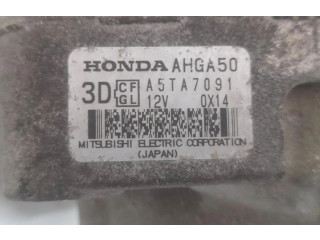 HONDA AHGA50
3D CF GL A5TA7091
12V 0X14
MITSUBISHI ELECTRIC CORPORATION
(JAPAN)